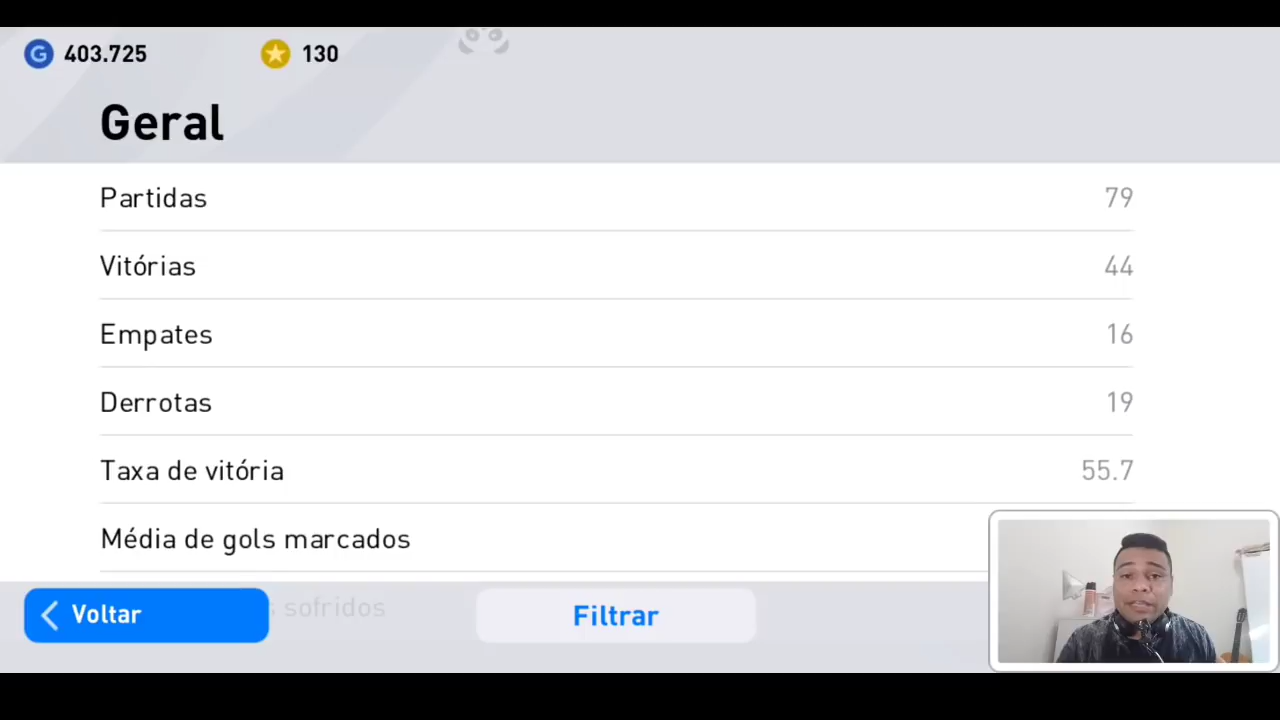 G 403.725 130
Geral
Partidas 79
Vitórias 44
Empates 16
Derrotas 19
Taxa de vitória 55.7
Média de gols marcados
sofridos
Voltar
Filtrar